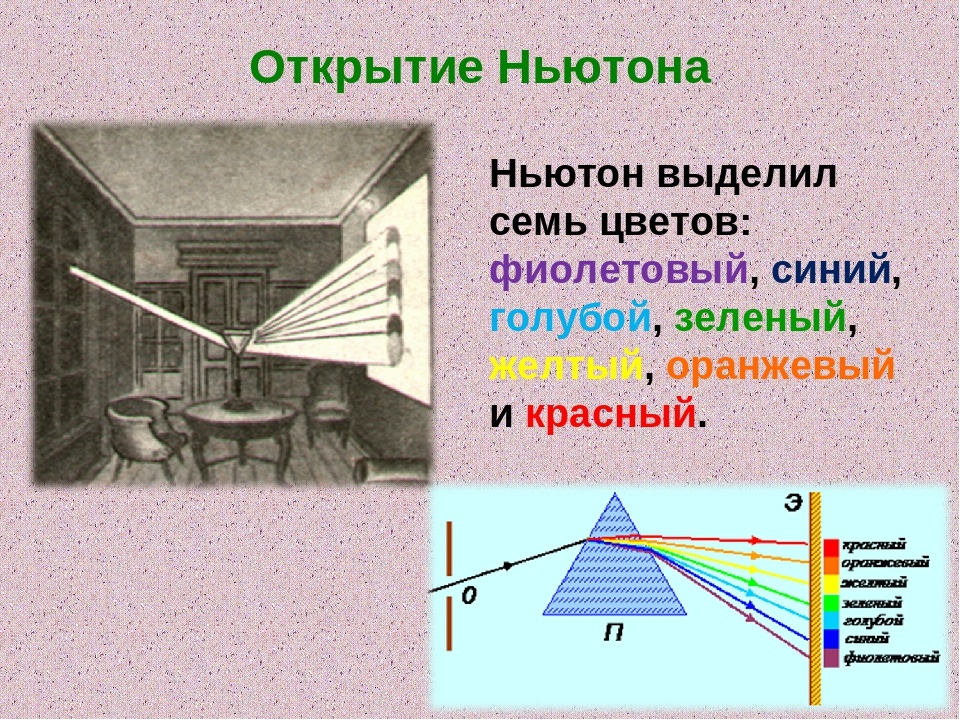 Открытие Ньютона
Ньютон выделил
семь цветов:
фиолетовый, синий,
голубой, зеленый,
желтый, оранжевый
и красный.
Э
О
П
красный
оранжевый
желтый
зеленый
голубой
синий
фиолетовый